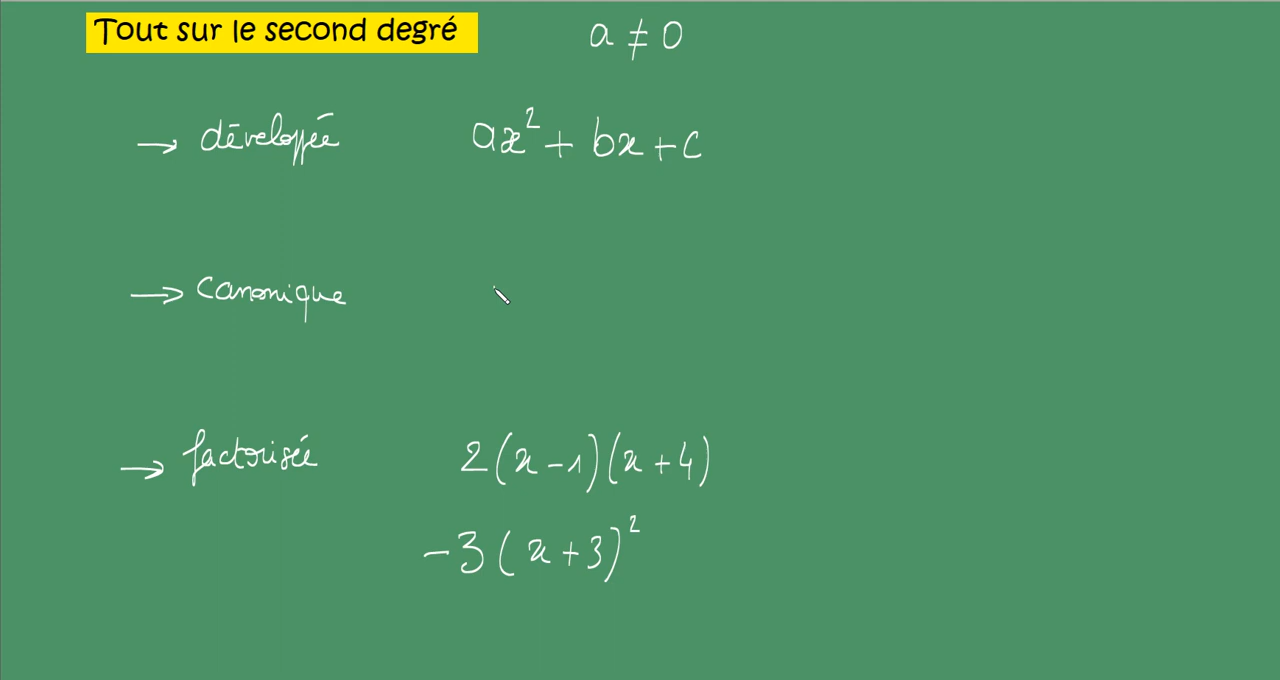 Tout sur le second degré
a ≠ 0
→ développée ax² + bx + c
→ canonique
→ factorisée 2(x - 1)(x + 4)
-3(x + 3)²